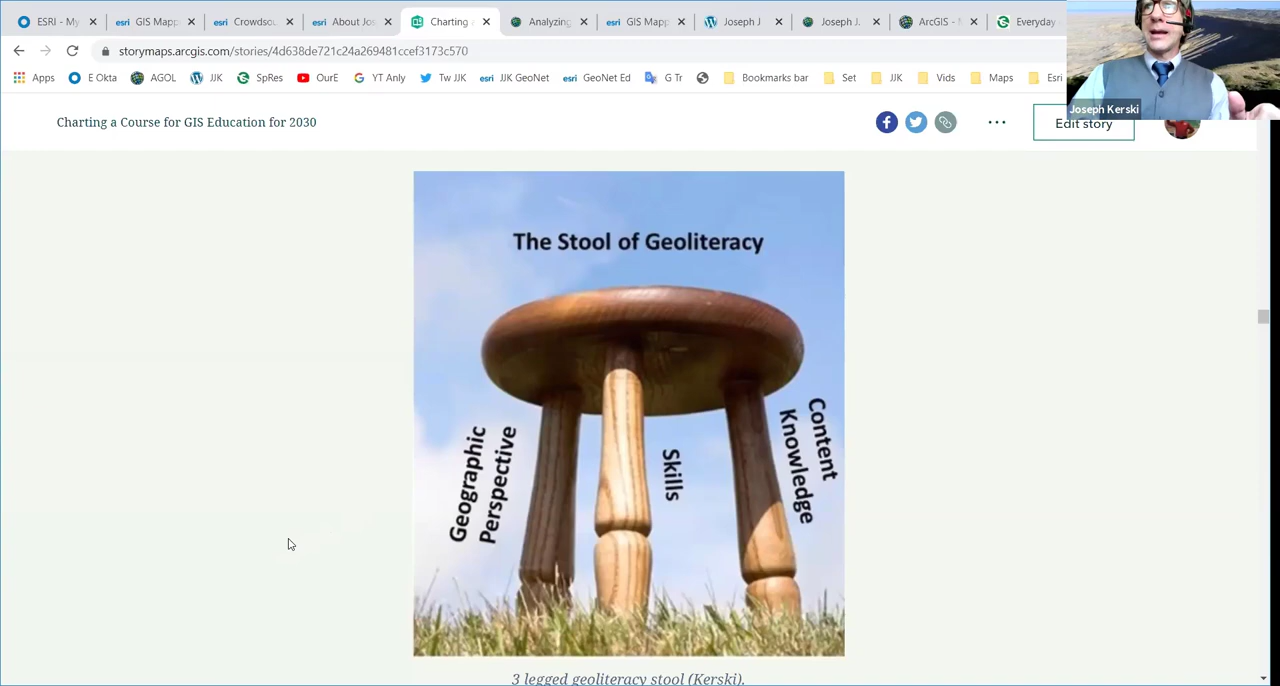 ESRI - My
GIS Mapp
Crowdsou
About Jos
Charting
Analyzing
GIS Mapp
Joseph J
Joseph J.
ArcGIS - 
Everyday
storymaps.arcgis.com/stories/4d638de721c24a269481ccef3173c570
Apps
E Okta
AGOL
JJK
SpRes
OurE
YT Anly
Tw JJK
esri JJK GeoNet
esri GeoNet Ed
G Tr
Bookmarks bar
Set
JJK
Vids
Maps
Esri
Joseph Kerski
Charting a Course for GIS Education for 2030
Edit story
The Stool of Geoliteracy
Geographic
Perspective
Skills
Content
Knowledge
3 legged geoliteracy stool (Kerski).